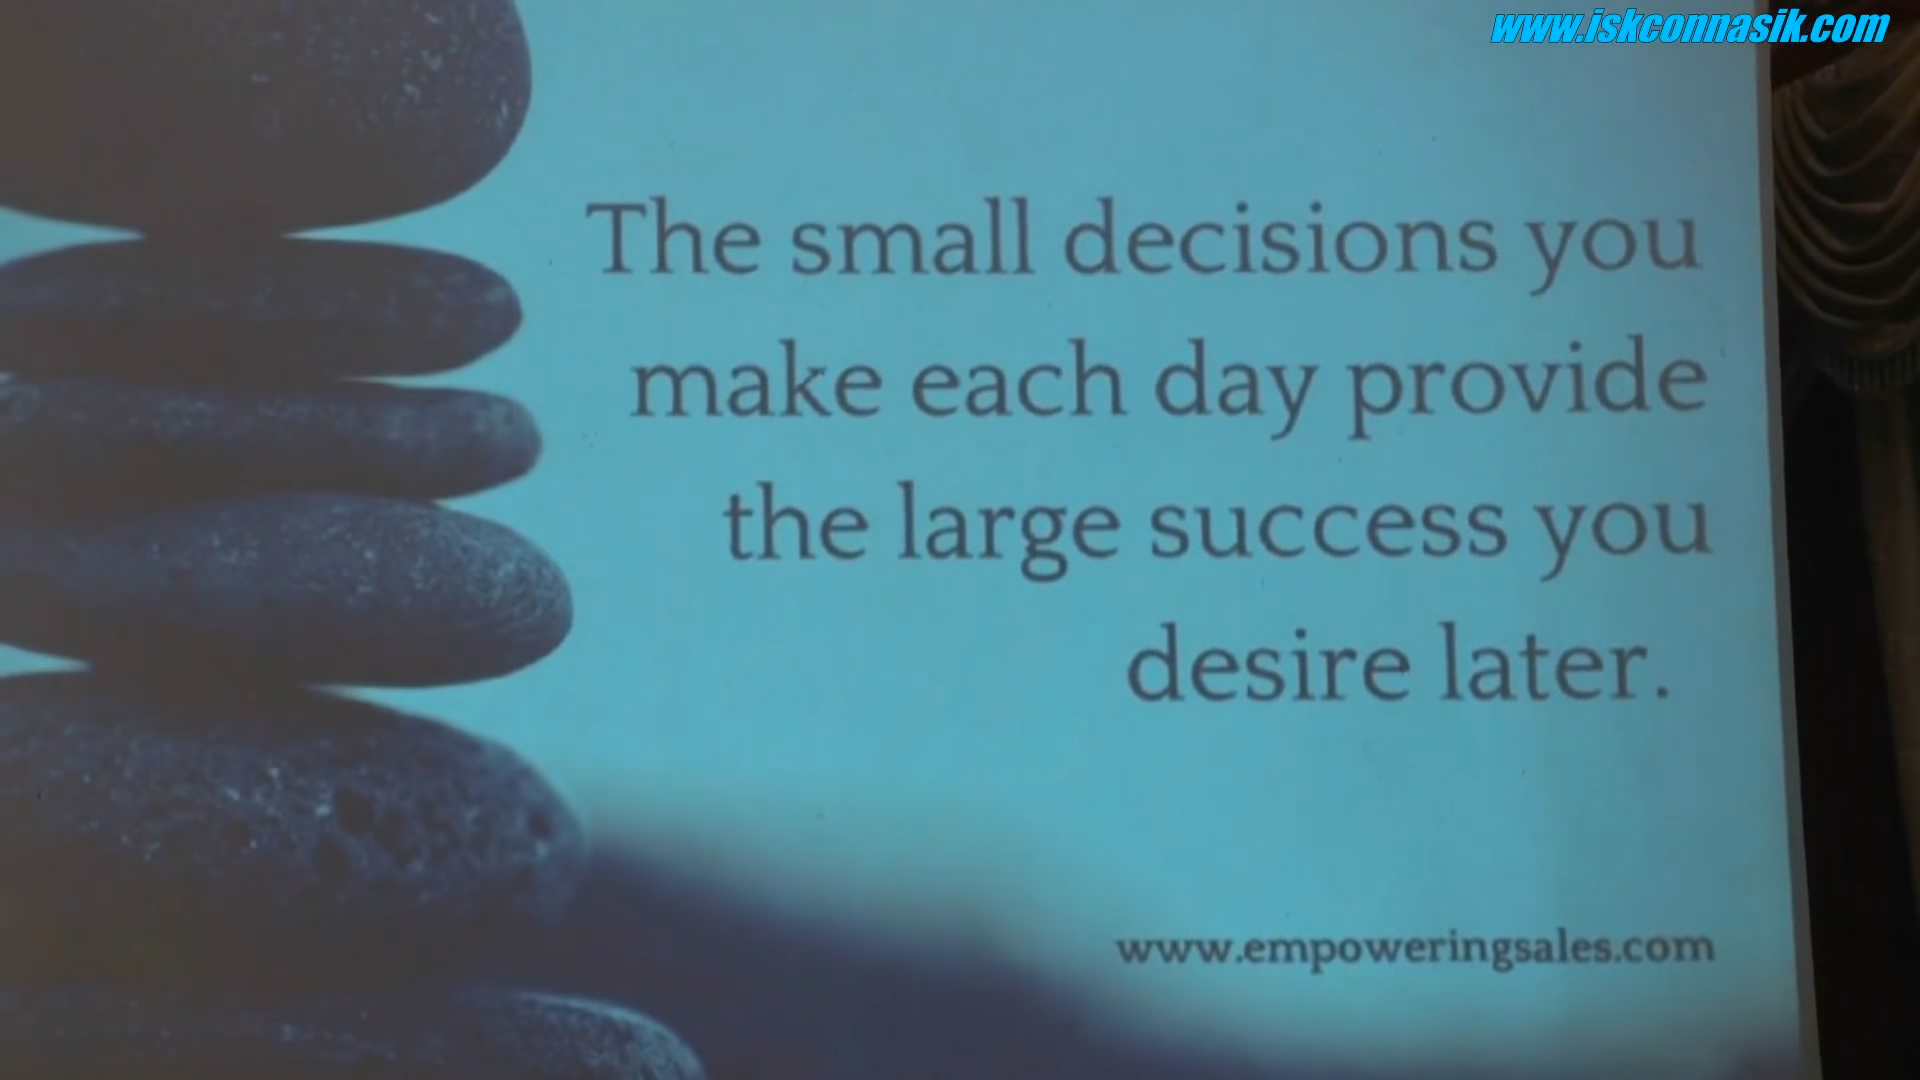 www.iskconnasik.com
The small decisions you
make each day provide
the large success you
desire later.
www.empoweringsales.com